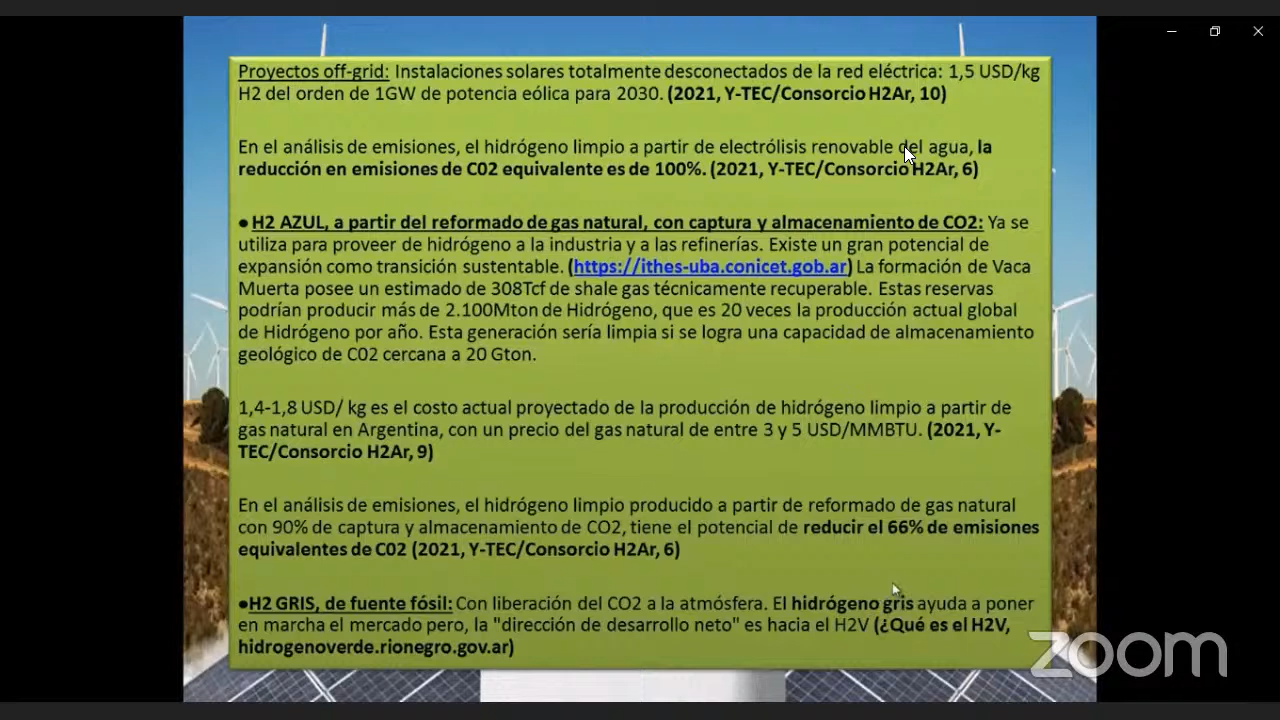 Proyectos off-grid: Instalaciones solares totalmente desconectados de la red eléctrica: 1,5 USD/kg
H2 del orden de 1GW de potencia eólica para 2030. (2021, Y-TEC/Consorcio H2Ar, 10)
En el análisis de emisiones, el hidrógeno limpio a partir de electrólisis renovable del agua, la
reducción en emisiones de C02 equivalente es de 100%. (2021, Y-TEC/Consorcio H2Ar, 6)
● H2 AZUL, a partir del reformado de gas natural, con captura y almacenamiento de CO2: Ya se
utiliza para proveer de hidrógeno a la industria y a las refinerías. Existe un gran potencial de
expansión como transición sustentable. (https://ithes-uba.conicet.gob.ar) La formación de Vaca
Muerta posee un estimado de 308Tcf de shale gas técnicamente recuperable. Estas reservas
podrían producir más de 2.100Mton de Hidrógeno, que es 20 veces la producción actual global
de Hidrógeno por año. Esta generación sería limpia si se logra una capacidad de almacenamiento
geológico de C02 cercana a 20 Gton.
1,4-1,8 USD/ kg es el costo actual proyectado de la producción de hidrógeno limpio a partir de
gas natural en Argentina, con un precio del gas natural de entre 3 y 5 USD/MMBTU. (2021, Y-
TEC/Consorcio H2Ar, 9)
En el análisis de emisiones, el hidrógeno limpio producido a partir de reformado de gas natural
con 90% de captura y almacenamiento de CO2, tiene el potencial de reducir el 66% de emisiones
equivalentes de C02 (2021, Y-TEC/Consorcio H2Ar, 6)
●H2 GRIS, de fuente fósil: Con liberación del CO2 a la atmósfera. El hidrógeno gris ayuda a poner
en marcha el mercado pero, la "dirección de desarrollo neto" es hacia el H2V (¿Qué es el H2V,
hidrogenoverde.rionegro.gov.ar)
zoom